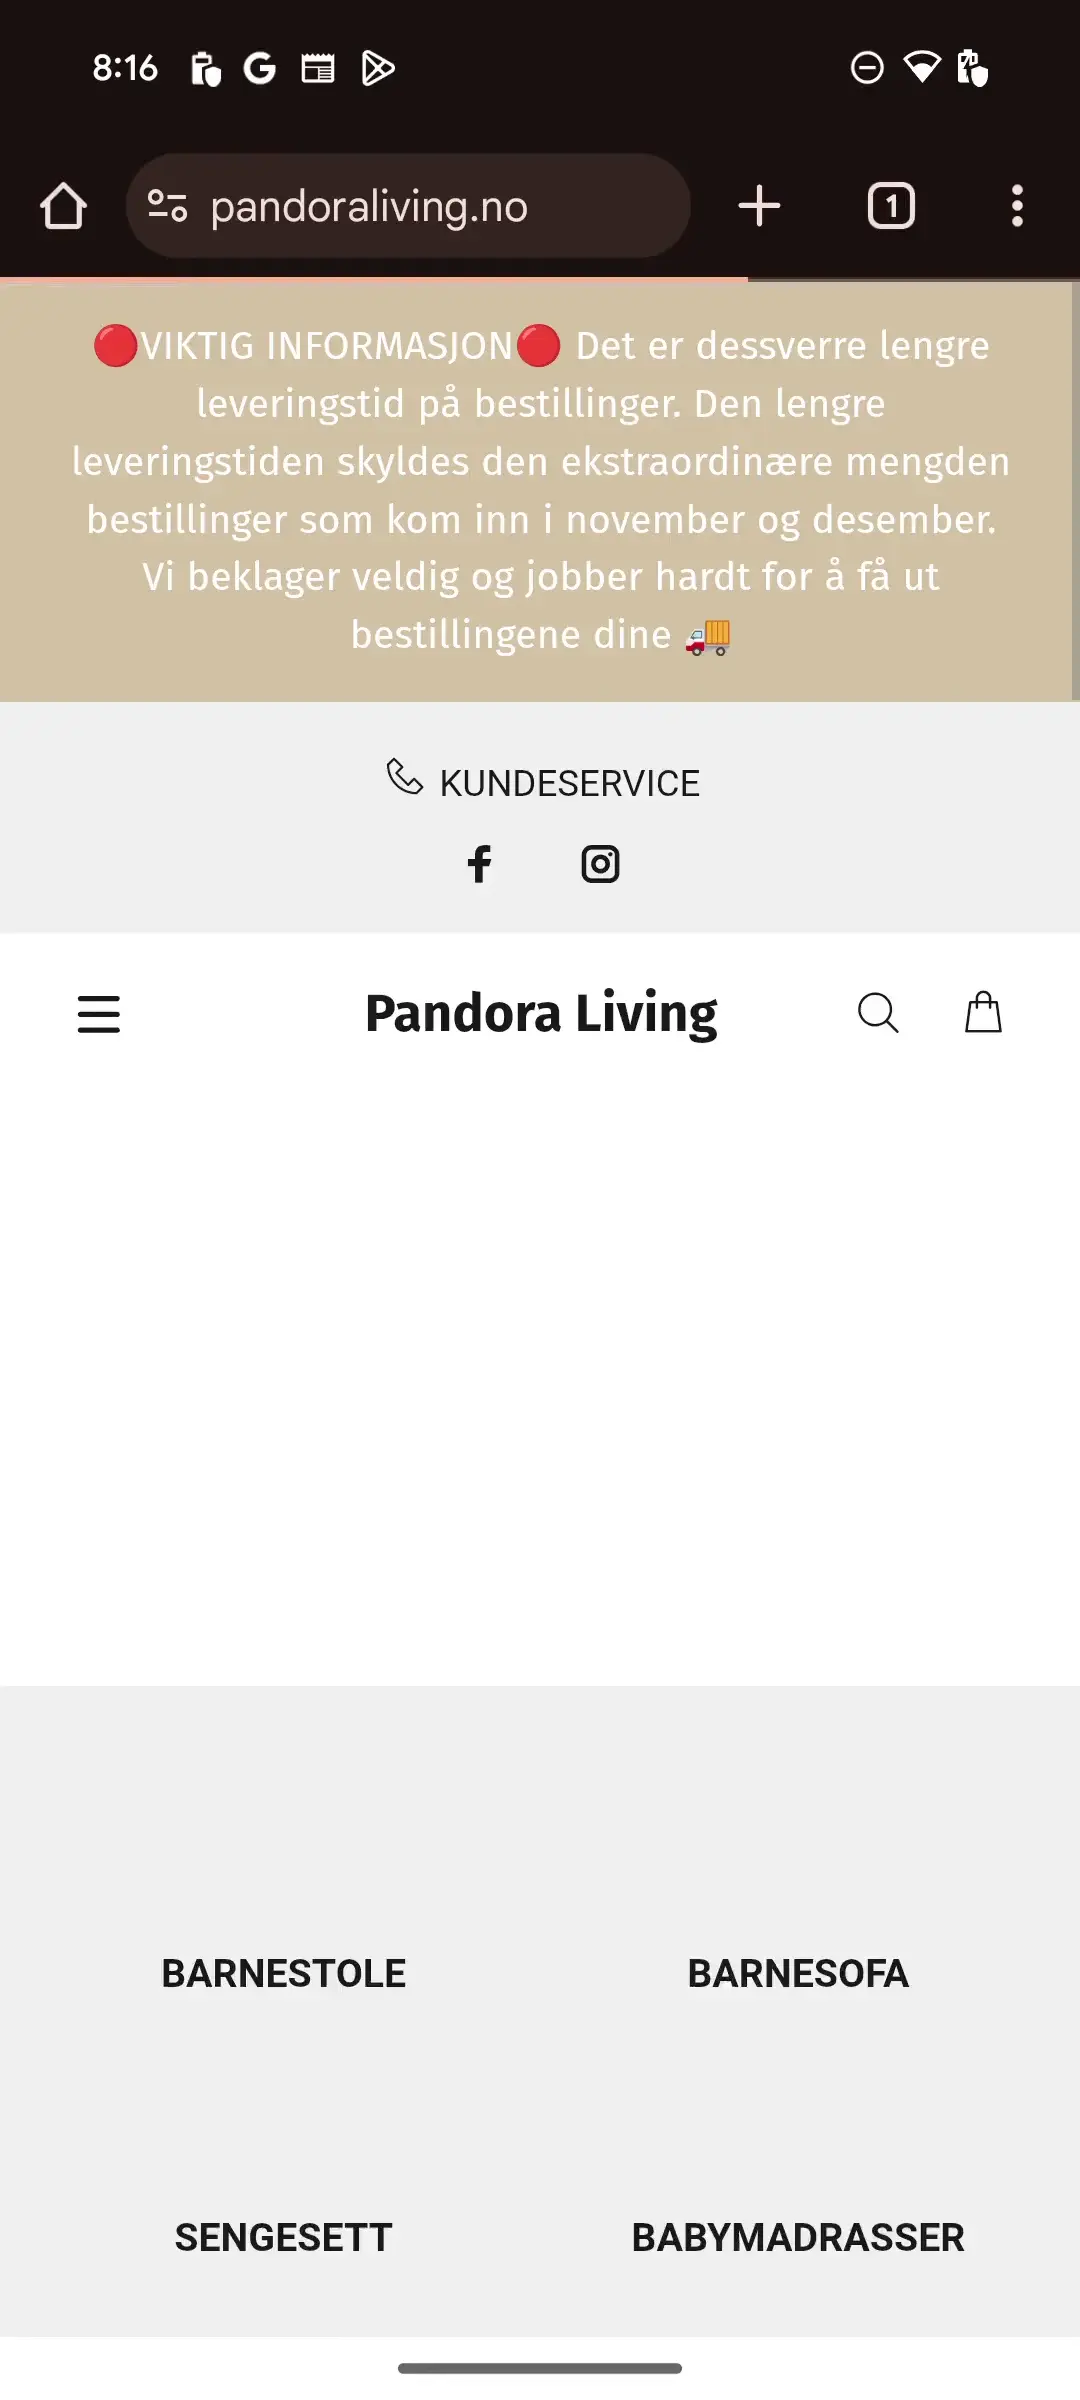 8:16
pandoraliving.no
1
🔴VIKTIG INFORMASJON🔴 Det er dessverre lengre
leveringstid på bestillinger. Den lengre
leveringstiden skyldes den ekstraordinære mengden
bestillinger som kom inn i november og desember.
Vi beklager veldig og jobber hardt for å få ut
bestillingene dine 🚚
KUNDESERVICE
Pandora Living
BARNESTOLE
BARNESOFA
SENGESETT
BABYMADRASSER